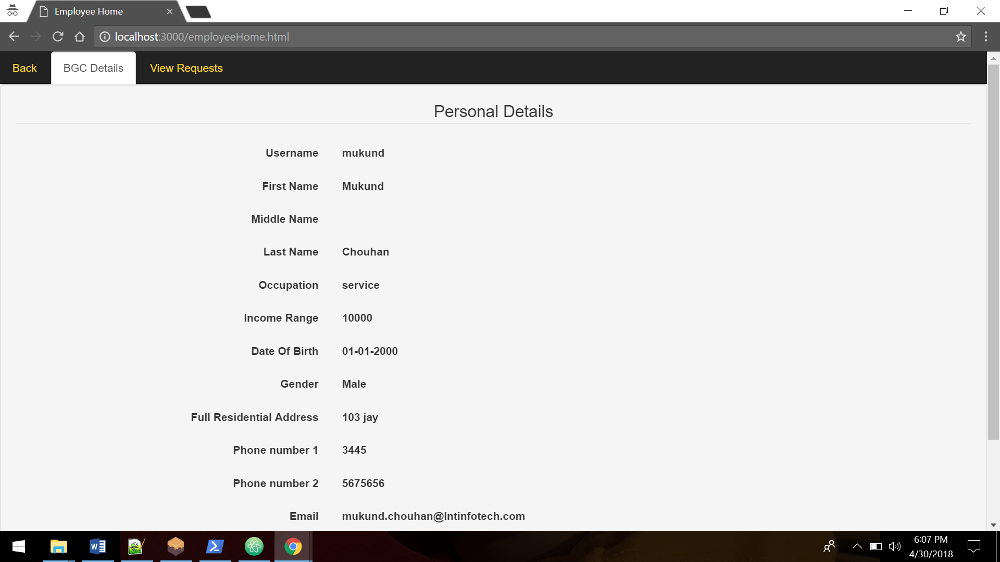 Employee Home
localhost:3000/employeeHome.html
Back BGC Details View Requests
Personal Details
Username mukund
First Name Mukund
Middle Name
Last Name Chouhan
Occupation service
Income Range 10000
Date Of Birth 01-01-2000
Gender Male
Full Residential Address 103 jay
Phone number 1 3445
Phone number 2 5675656
Email mukund.chouhan@lntinfotech.com
6:07 PM
4/30/2018